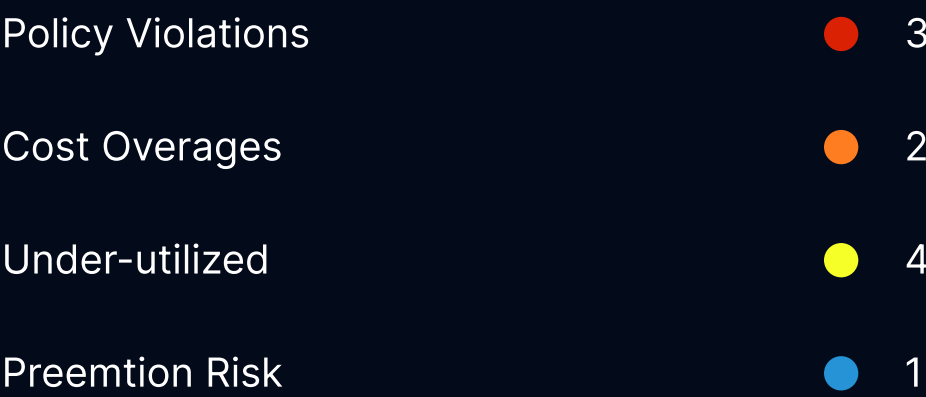 Policy Violations 3
Cost Overages 2
Under-utilized 4
Preemtion Risk 1